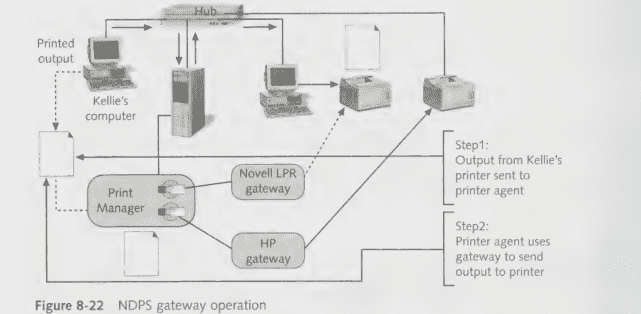 Hub
Printed
output
Kellie's
computer
Step1:
Output from Kellie's
printer sent to
printer agent
Novell LPR
gateway
Print
Manager
Step2:
Printer agent uses
gateway to send
output to printer
HP
gateway
Figure 8-22 NDPS gateway operation